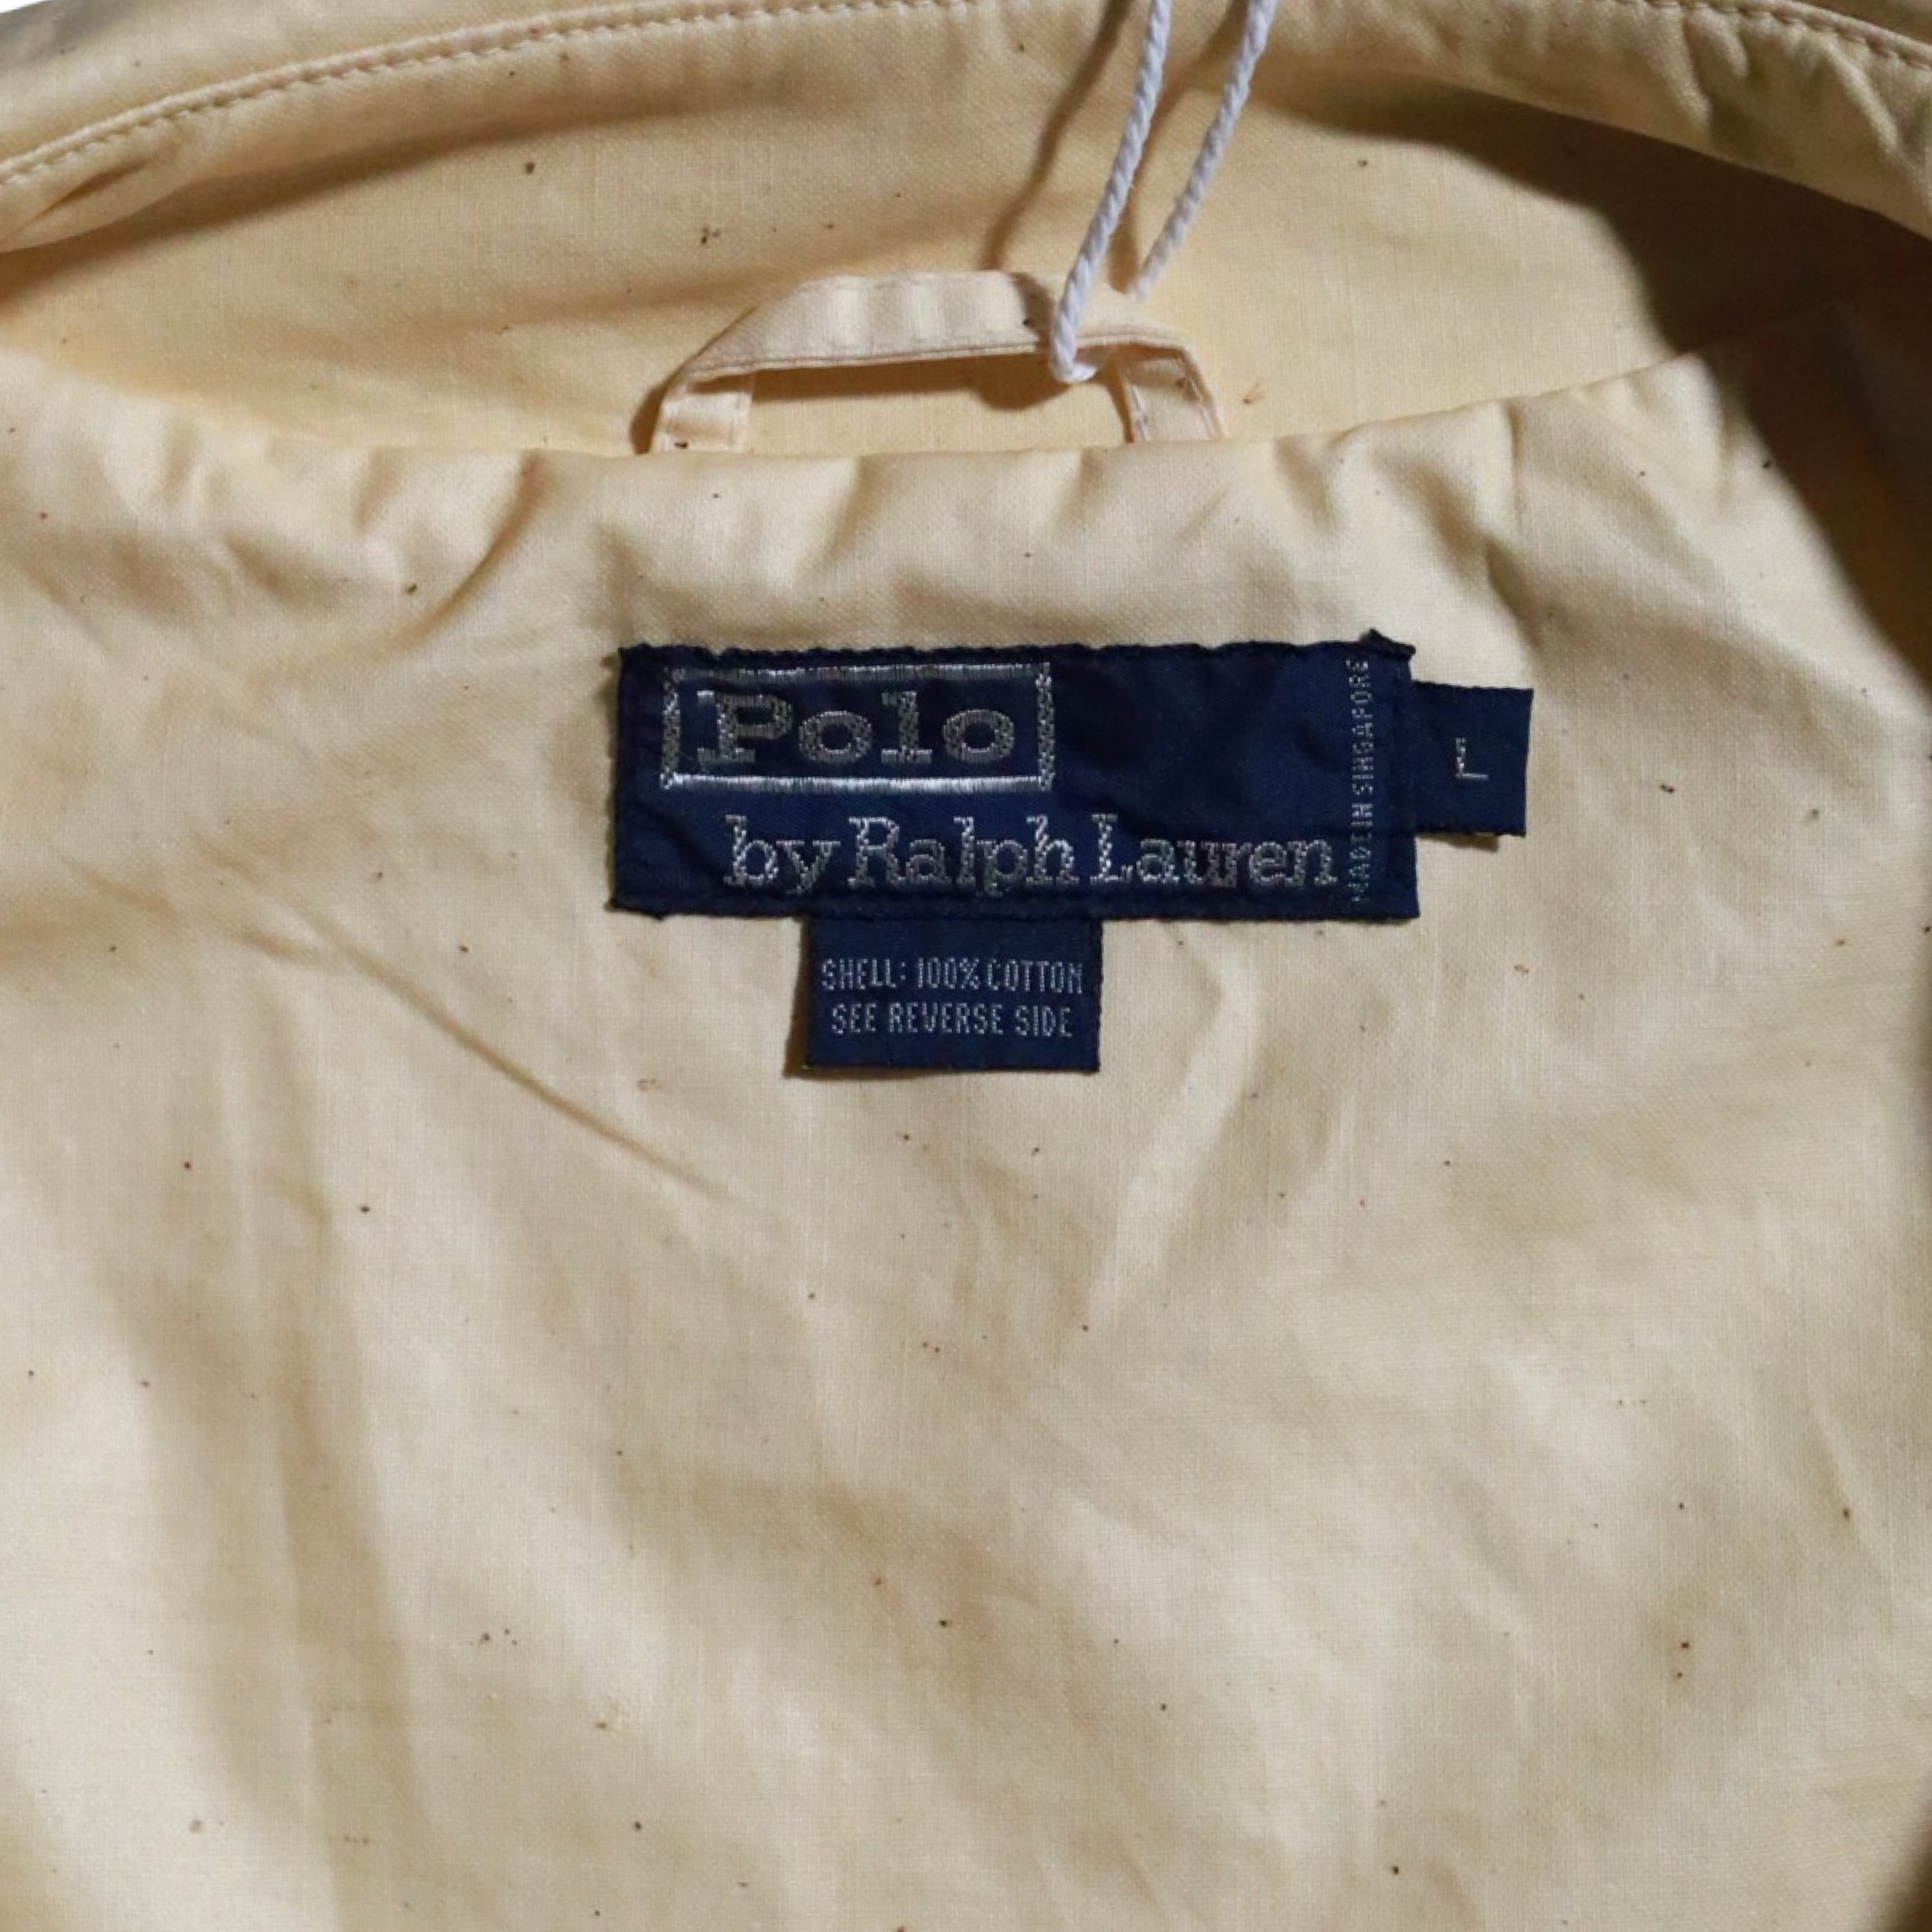 Polo
by Ralph Lauren
MADE IN SINGAPORE
L
SHELL: 100% COTTON
SEE REVERSE SIDE